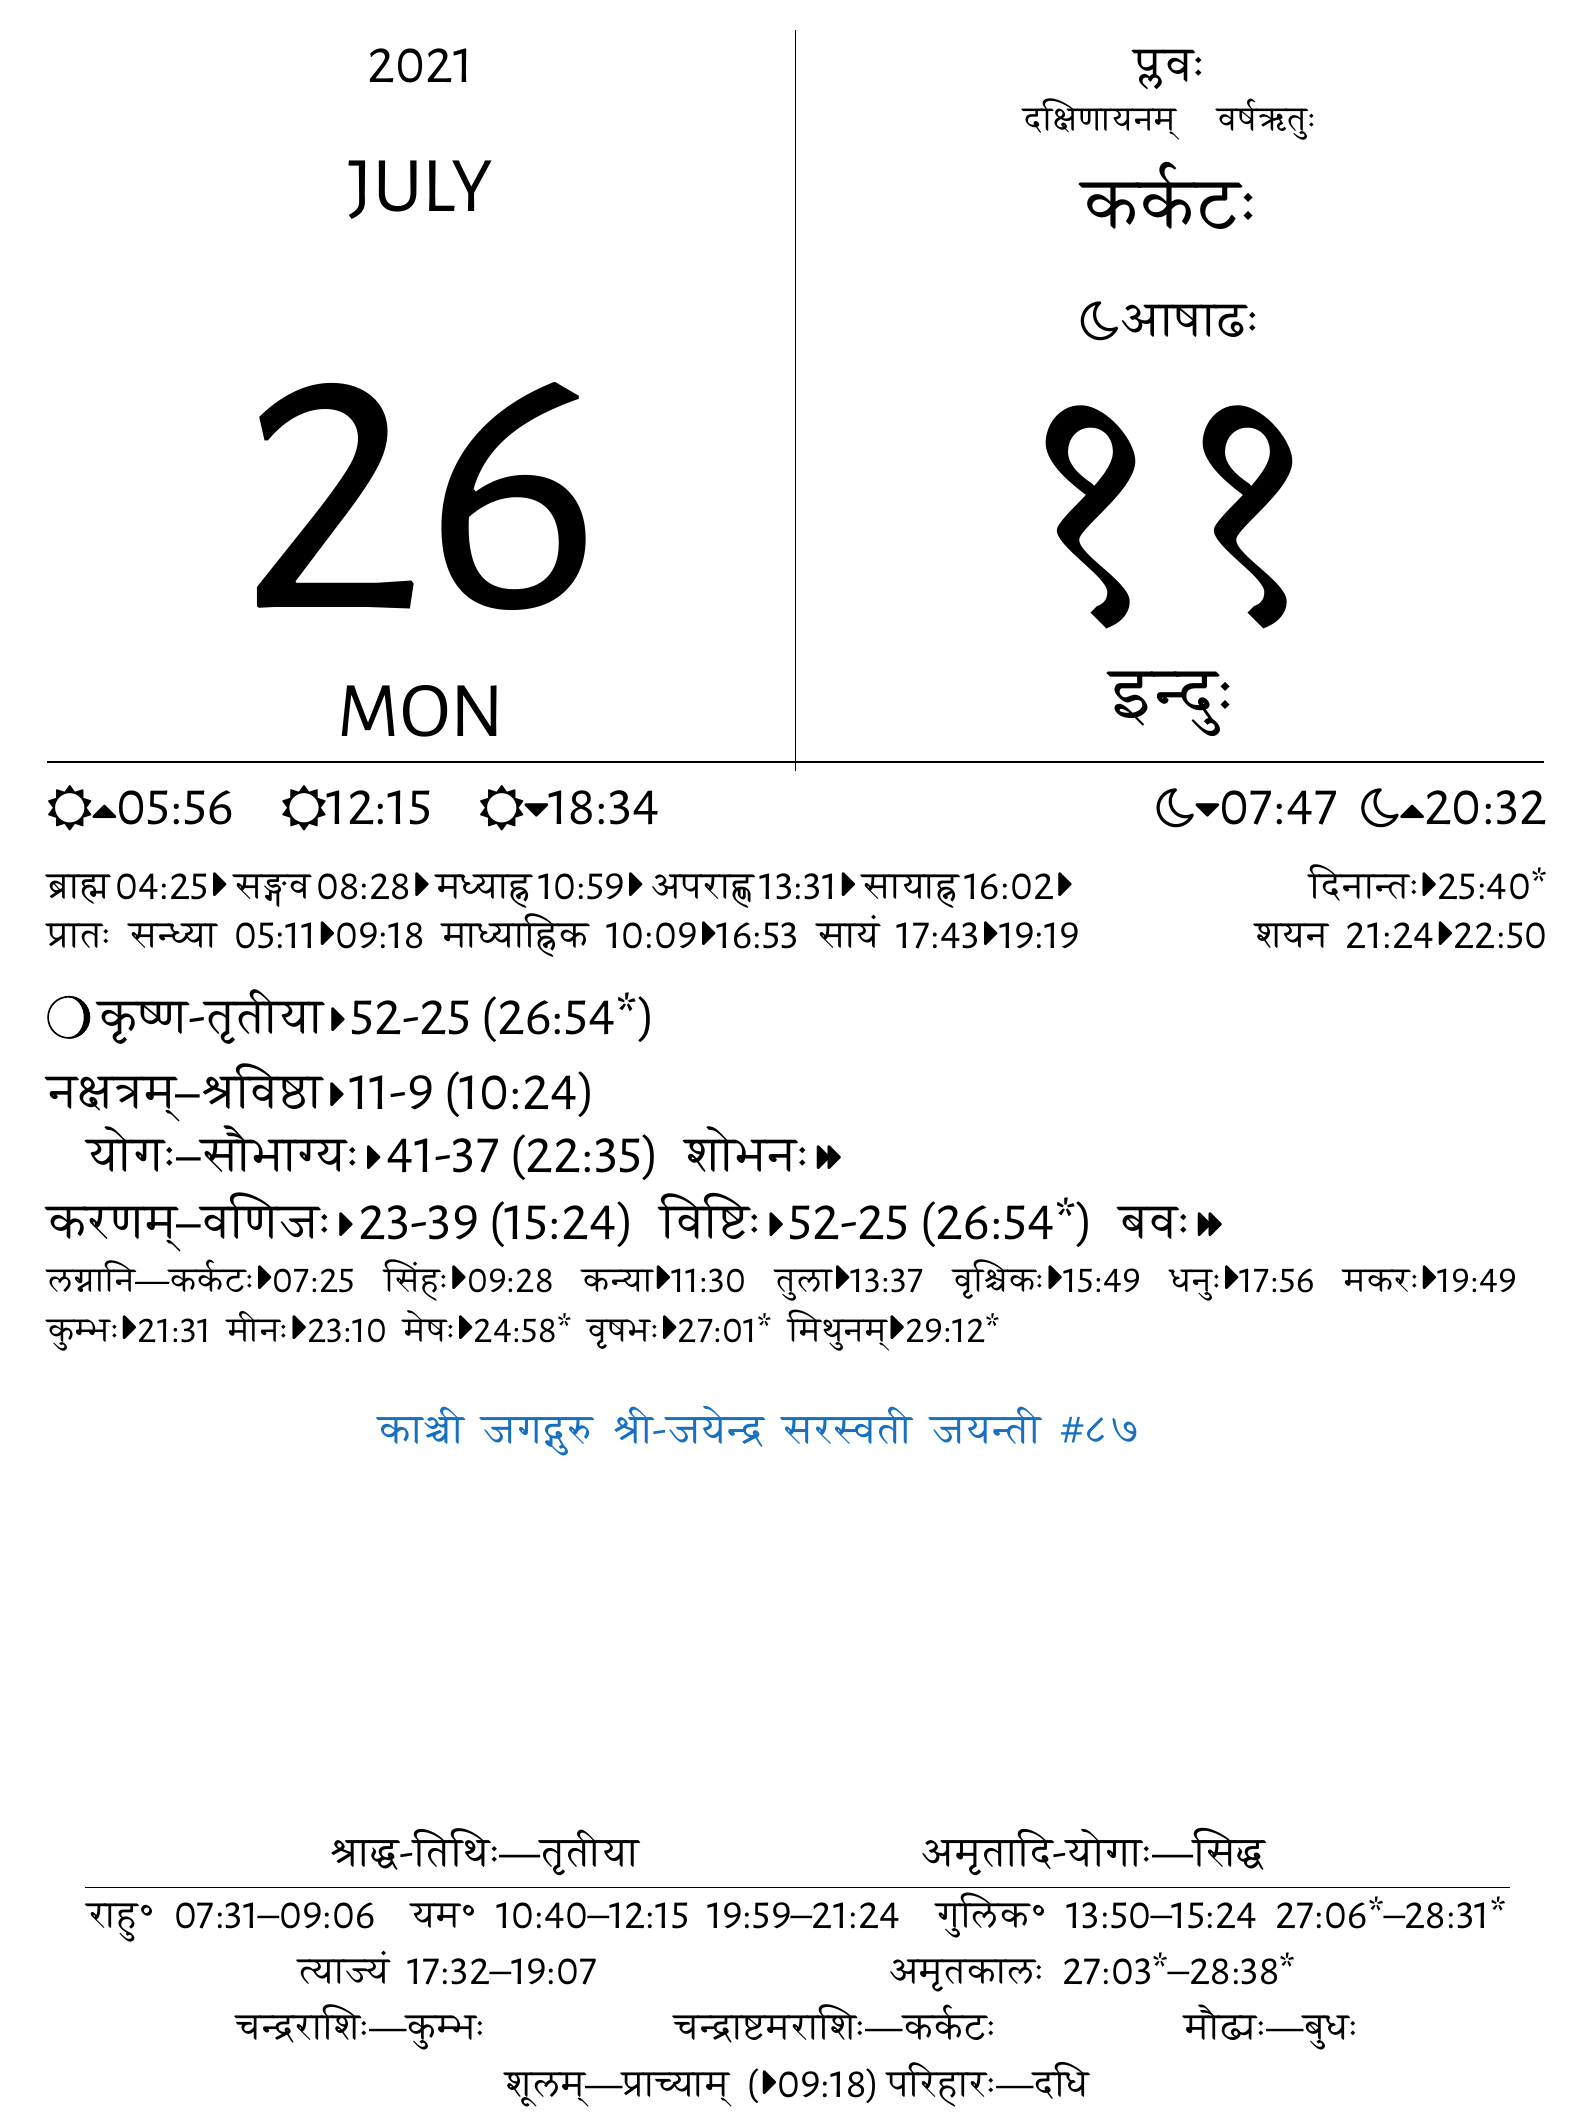 2021
JULY
26
MON
प्लवः
दक्षिणायनम् वर्षऋतुः
कर्कटः
आषाढः
११
इन्दुः
05:56 12:15 18:34 07:47 20:32
ब्राह्म 04:25 सङ्गव 08:28 मध्याह्न 10:59 अपराह्ण 13:31 सायाह्न 16:02 दिनान्तः 25:40*
प्रातः सन्ध्या 05:11 09:18 माध्याह्निक 10:09 16:53 सायं 17:43 19:19 शयन 21:24 22:50
कृष्ण-तृतीया 52-25 (26:54*)
नक्षत्रम्–श्रविष्ठा 11-9 (10:24)
योगः–सौभाग्यः 41-37 (22:35) शोभनः
करणम्–वणिजः 23-39 (15:24) विष्टिः 52-25 (26:54*) बवः
लग्नानि—कर्कटः 07:25 सिंहः 09:28 कन्या 11:30 तुला 13:37 वृश्चिकः 15:49 धनुः 17:56 मकरः 19:49
कुम्भः 21:31 मीनः 23:10 मेषः 24:58* वृषभः 27:01* मिथुनम् 29:12*
काञ्ची जगद्गुरु श्री-जयेन्द्र सरस्वती जयन्ती #८७
श्राद्ध-तिथिः—तृतीया अमृतादि-योगाः—सिद्ध
राहु० 07:31–09:06 यम० 10:40–12:15 19:59–21:24 गुलिक० 13:50–15:24 27:06*–28:31*
त्याज्यं 17:32–19:07 अमृतकालः 27:03*–28:38*
चन्द्रराशिः—कुम्भः चन्द्राष्टमराशिः—कर्कटः मौढ्यः—बुधः
शूलम्—प्राच्याम् (09:18) परिहारः—दधि